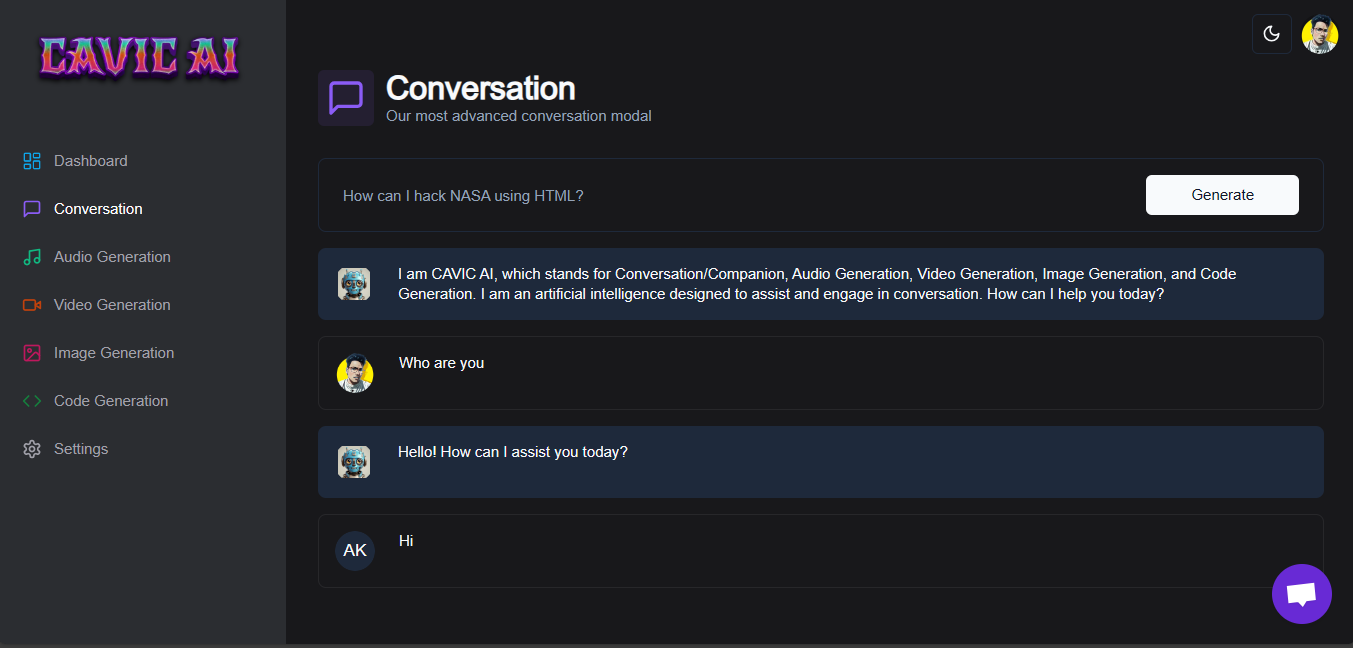 CAVIC AI
Dashboard
Conversation
Audio Generation
Video Generation
Image Generation
Code Generation
Settings
Conversation
Our most advanced conversation modal
How can I hack NASA using HTML?
Generate
I am CAVIC AI, which stands for Conversation/Companion, Audio Generation, Video Generation, Image Generation, and Code
Generation. I am an artificial intelligence designed to assist and engage in conversation. How can I help you today?
Who are you
Hello! How can I assist you today?
AK
Hi